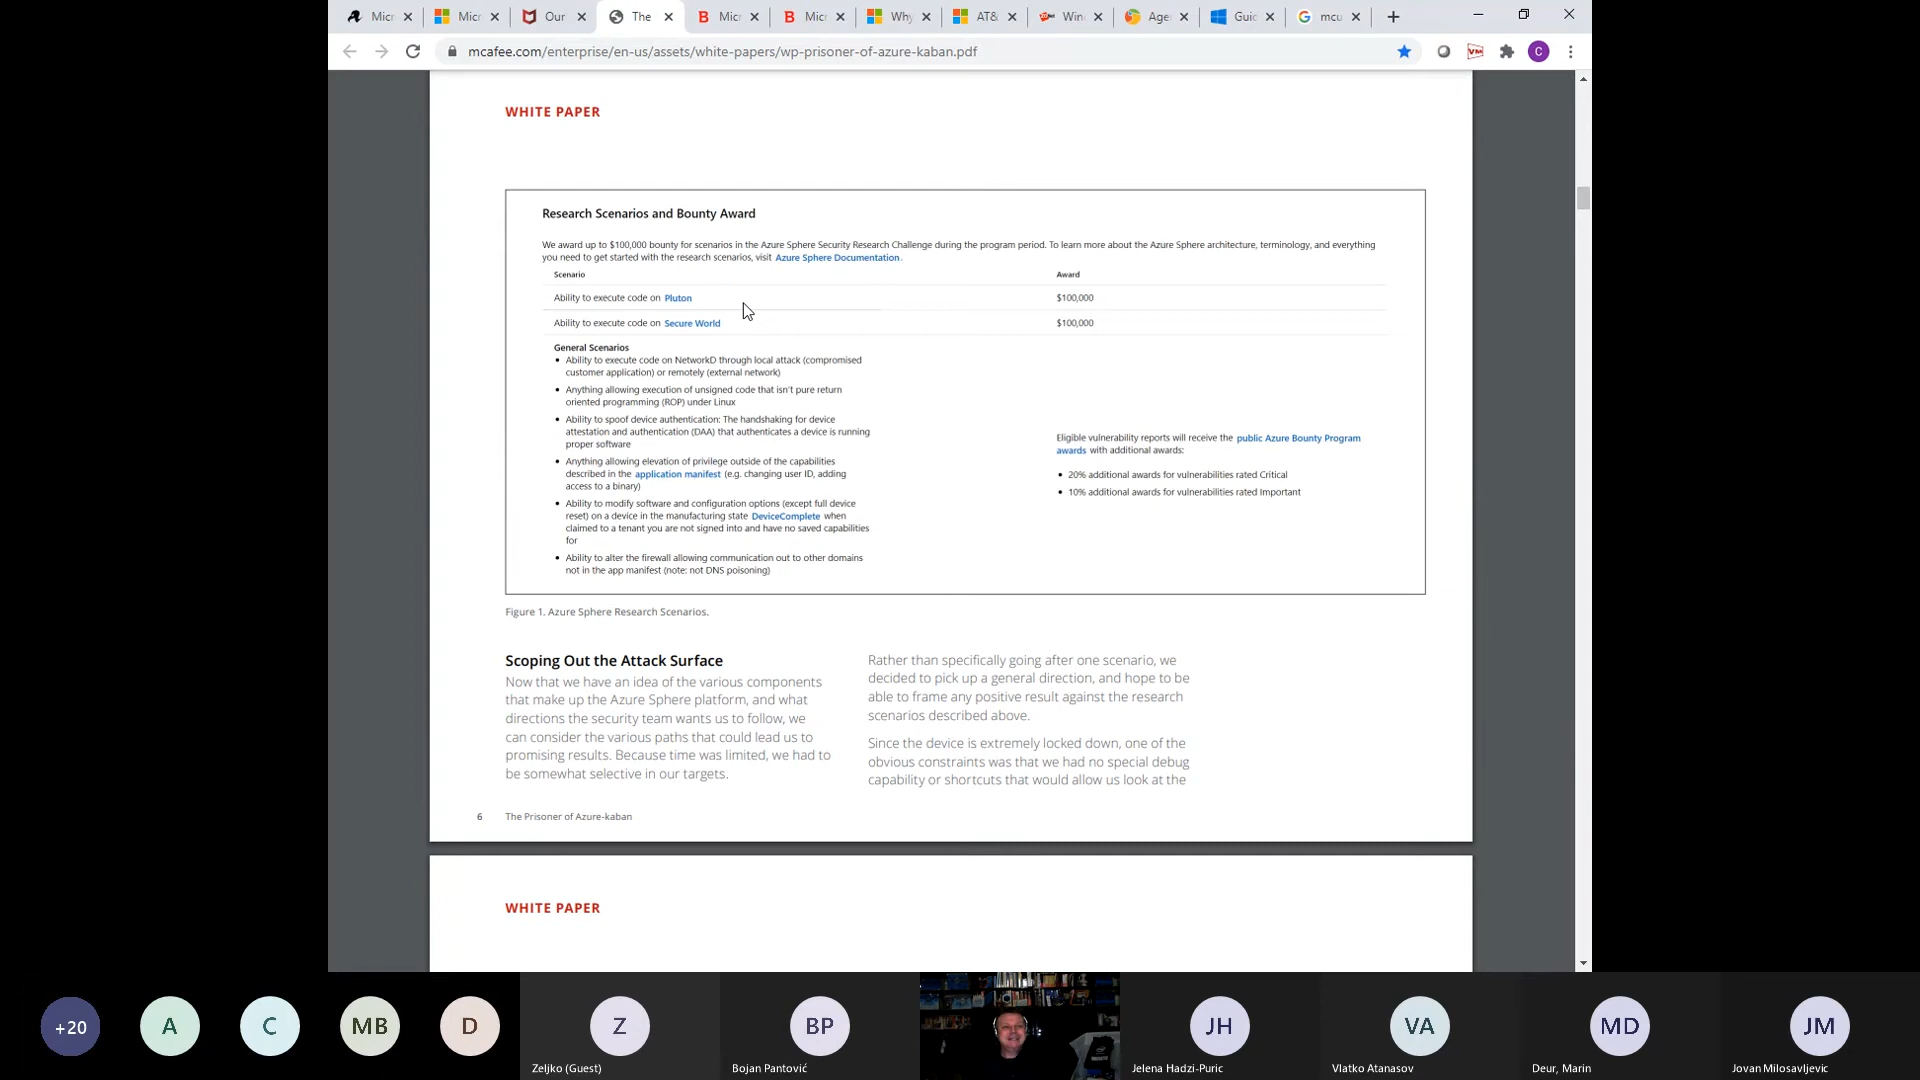 Micr
Micr
Our
The
Micr
Micr
Why
AT&
Win
Age
Guid
mcu
mcafee.com/enterprise/en-us/assets/white-papers/wp-prisoner-of-azure-kaban.pdf
VM
C
WHITE PAPER
Research Scenarios and Bounty Award
We award up to $100,000 bounty for scenarios in the Azure Sphere Security Research Challenge during the program period. To learn more about the Azure Sphere architecture, terminology, and everything
you need to get started with the research scenarios, visit Azure Sphere Documentation.
Scenario Award
Ability to execute code on Pluton $100,000
Ability to execute code on Secure World $100,000
General Scenarios
• Ability to execute code on NetworkD through local attack (compromised
customer application) or remotely (external network)
• Anything allowing execution of unsigned code that isn't pure return
oriented programming (ROP) under Linux
• Ability to spoof device authentication: The handshaking for device
attestation and authentication (DAA) that authenticates a device is running
proper software
• Anything allowing elevation of privilege outside of the capabilities
described in the application manifest (e.g. changing user ID, adding
access to a binary)
• Ability to modify software and configuration options (except full device
reset) on a device in the manufacturing state DeviceComplete when
claimed to a tenant you are not signed into and have no saved capabilities
for
• Ability to alter the firewall allowing communication out to other domains
not in the app manifest (note: not DNS poisoning)
Eligible vulnerability reports will receive the public Azure Bounty Program
awards with additional awards:
• 20% additional awards for vulnerabilities rated Critical
• 10% additional awards for vulnerabilities rated Important
Figure 1. Azure Sphere Research Scenarios.
Scoping Out the Attack Surface
Now that we have an idea of the various components
that make up the Azure Sphere platform, and what
directions the security team wants us to follow, we
can consider the various paths that could lead us to
promising results. Because time was limited, we had to
be somewhat selective in our targets.
Rather than specifically going after one scenario, we
decided to pick up a general direction, and hope to be
able to frame any positive result against the research
scenarios described above.
Since the device is extremely locked down, one of the
obvious constraints was that we had no special debug
capability or shortcuts that would allow us look at the
6 The Prisoner of Azure-kaban
WHITE PAPER
+20
A
C
MB
D
Z
Zeljko (Guest)
BP
Bojan Pantović
JH
Jelena Hadzi-Puric
VA
Vlatko Atanasov
MD
Deur, Marin
JM
Jovan Milosavljevic